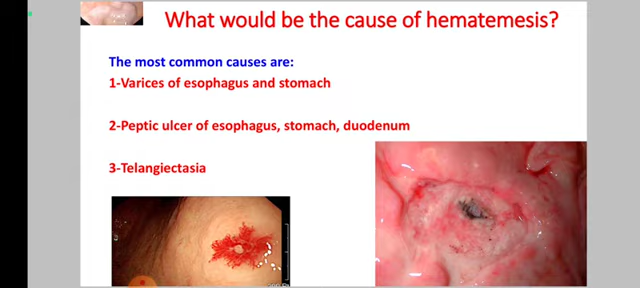 What would be the cause of hematemesis?
The most common causes are:
1-Varices of esophagus and stomach
2-Peptic ulcer of esophagus, stomach, duodenum
3-Telangiectasia